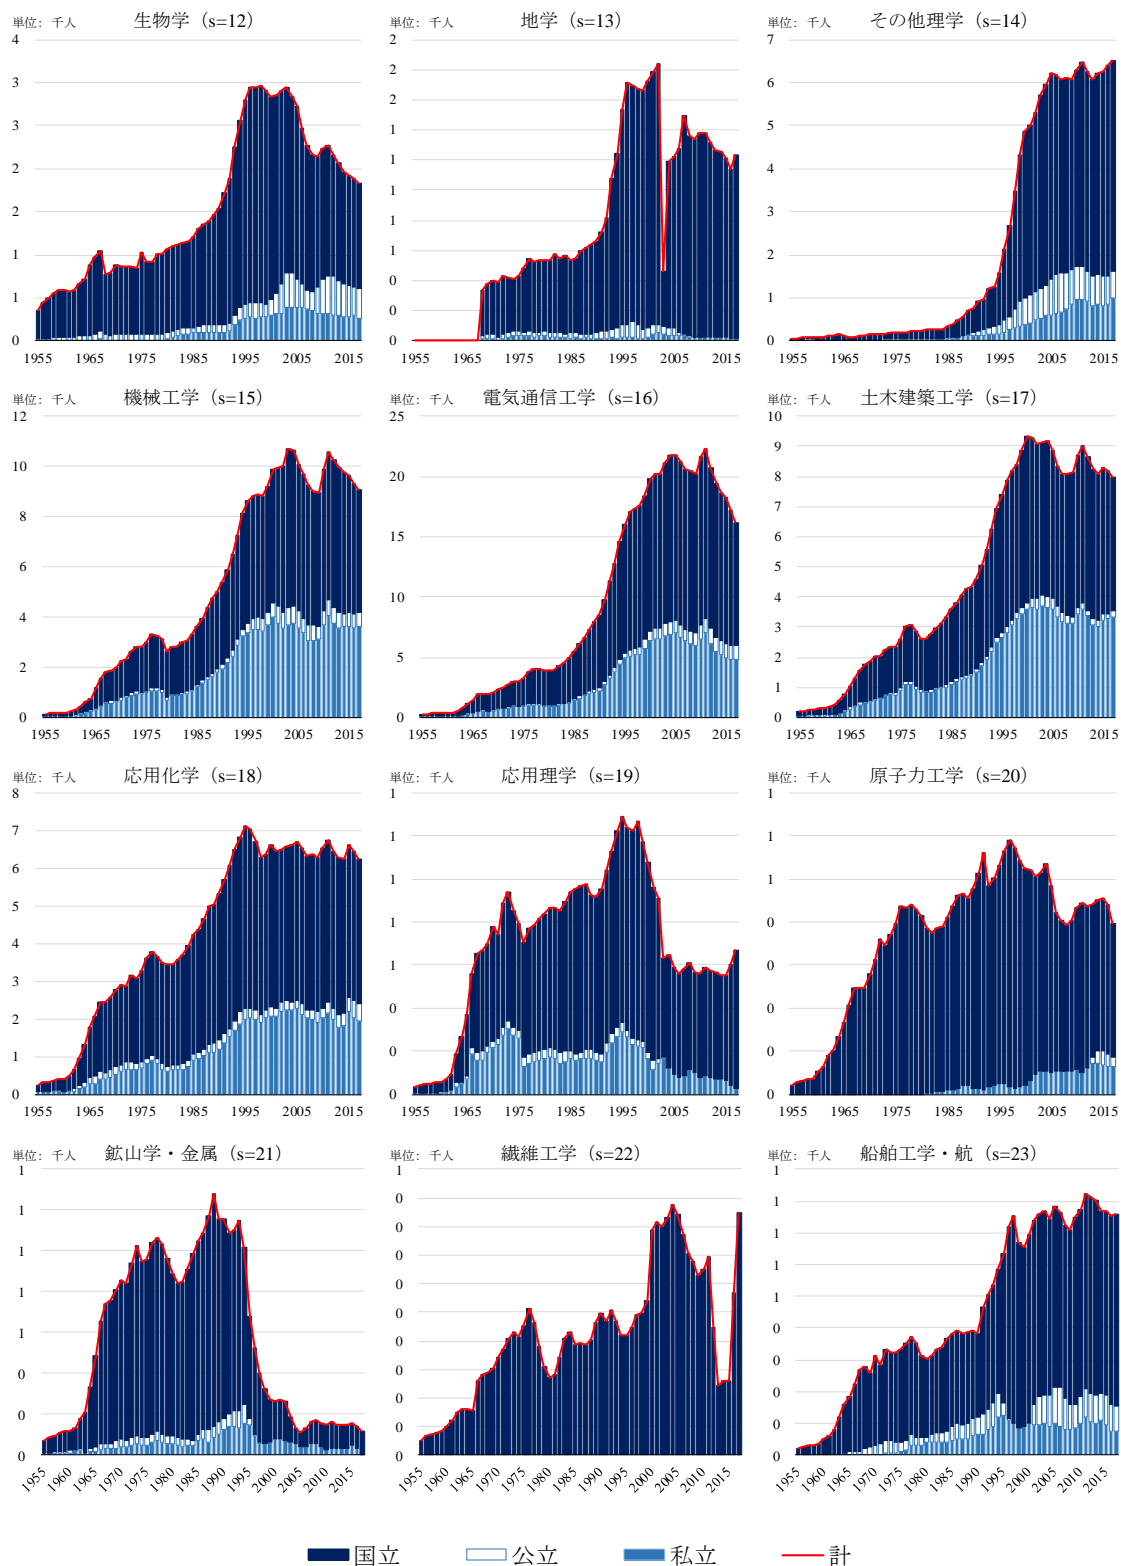 単位：千人 生物学（s=12） 単位：千人 地学（s=13） 単位：千人 その他理学（s=14）
4 2 7
3 2 6
3 2 5
2 1 4
2 1 3
1 1 2
1 1 1
0 0 0
1955 1965 1975 1985 1995 2005 2015 1955 1965 1975 1985 1995 2005 2015 1955 1965 1975 1985 1995 2005 2015
単位：千人 機械工学（s=15） 単位：千人 電気通信工学（s=16） 単位：千人 土木建築工学（s=17）
12 25 10
10 20 9
8 15 8
6 10 7
4 5 6
2 0 5
0 4
3
2
1
0
1955 1965 1975 1985 1995 2005 2015 1955 1965 1975 1985 1995 2005 2015 1955 1965 1975 1985 1995 2005 2015
単位：千人 応用化学（s=18） 単位：千人 応用理学（s=19） 単位：千人 原子力工学（s=20）
8 1 1
7 1 1
6 1 1
5 1 0
4 1 0
3 0 0
2 0 0
1 0 0
0
1955 1965 1975 1985 1995 2005 2015 1955 1965 1975 1985 1995 2005 2015 1955 1965 1975 1985 1995 2005 2015
単位：千人 鉱山学・金属（s=21） 単位：千人 繊維工学（s=22） 単位：千人 船舶工学・航（s=23）
1 1 1
1 0 1
1 0 1
1 0 1
1 0 1
0 0 1
0 0 0
0 0 0
0 0
0 0
0
1955 1960 1965 1970 1975 1980 1985 1990 1995 2000 2005 2010 2015 1955 1960 1965 1970 1975 1980 1985 1990 1995 2000 2005 2010 2015 1955 1960 1965 1970 1975 1980 1985 1990 1995 2000 2005 2010 2015
国立 公立 私立 計